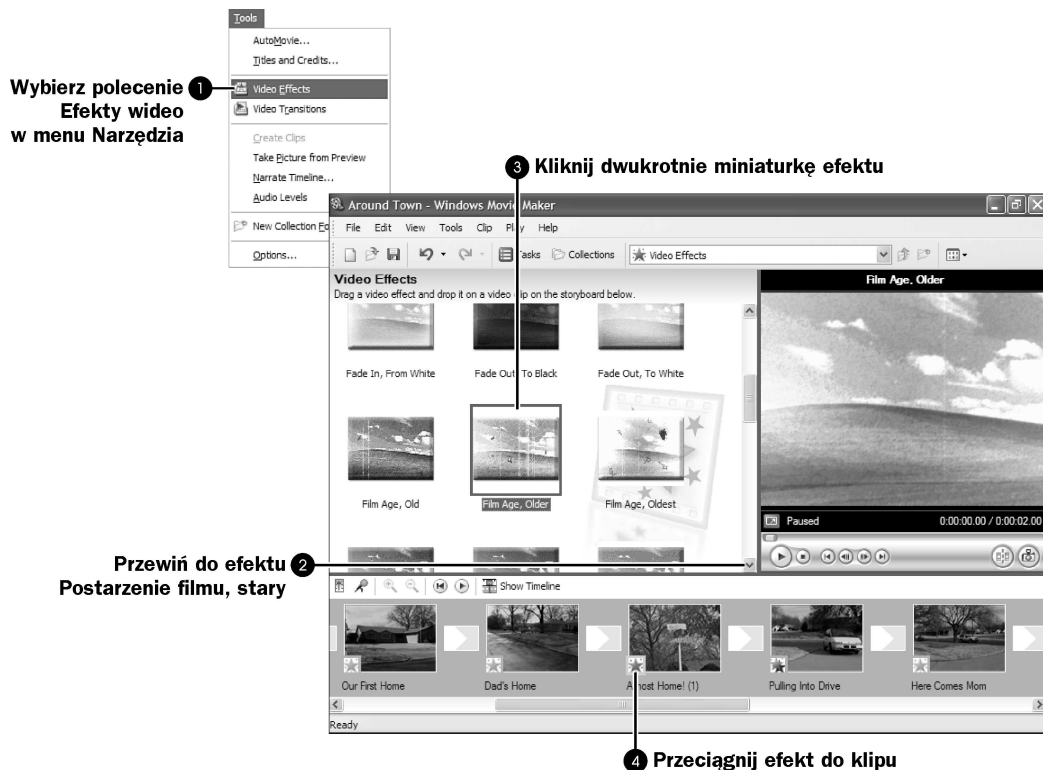 Tools
AutoMovie...
Titles and Credits...
Video Effects
Video Transitions
Create Clips
Take Picture from Preview
Narrate Timeline...
Audio Levels
New Collection Fo
Options...
1
Wybierz polecenie
Efekty wideo
w menu Narzędzia
3 Kliknij dwukrotnie miniaturkę efektu
Around Town - Windows Movie Maker
File Edit View Tools Clip Play Help
Tasks Collections Video Effects
Video Effects
Drag a video effect and drop it on a video clip on the storyboard below.
Film Age, Older
Fade In, From White Fade Out, To Black Fade Out, To White
Film Age, Old Film Age, Older Film Age, Oldest
Paused 0:00:00.00 / 0:00:02.00
2
Przewiń do efektu
Postarzenie filmu, stary
Show Timeline
Our First Home Dad's Home Almost Home! (1) Pulling Into Drive Here Comes Mom
Ready
4 Przeciągnij efekt do klipu